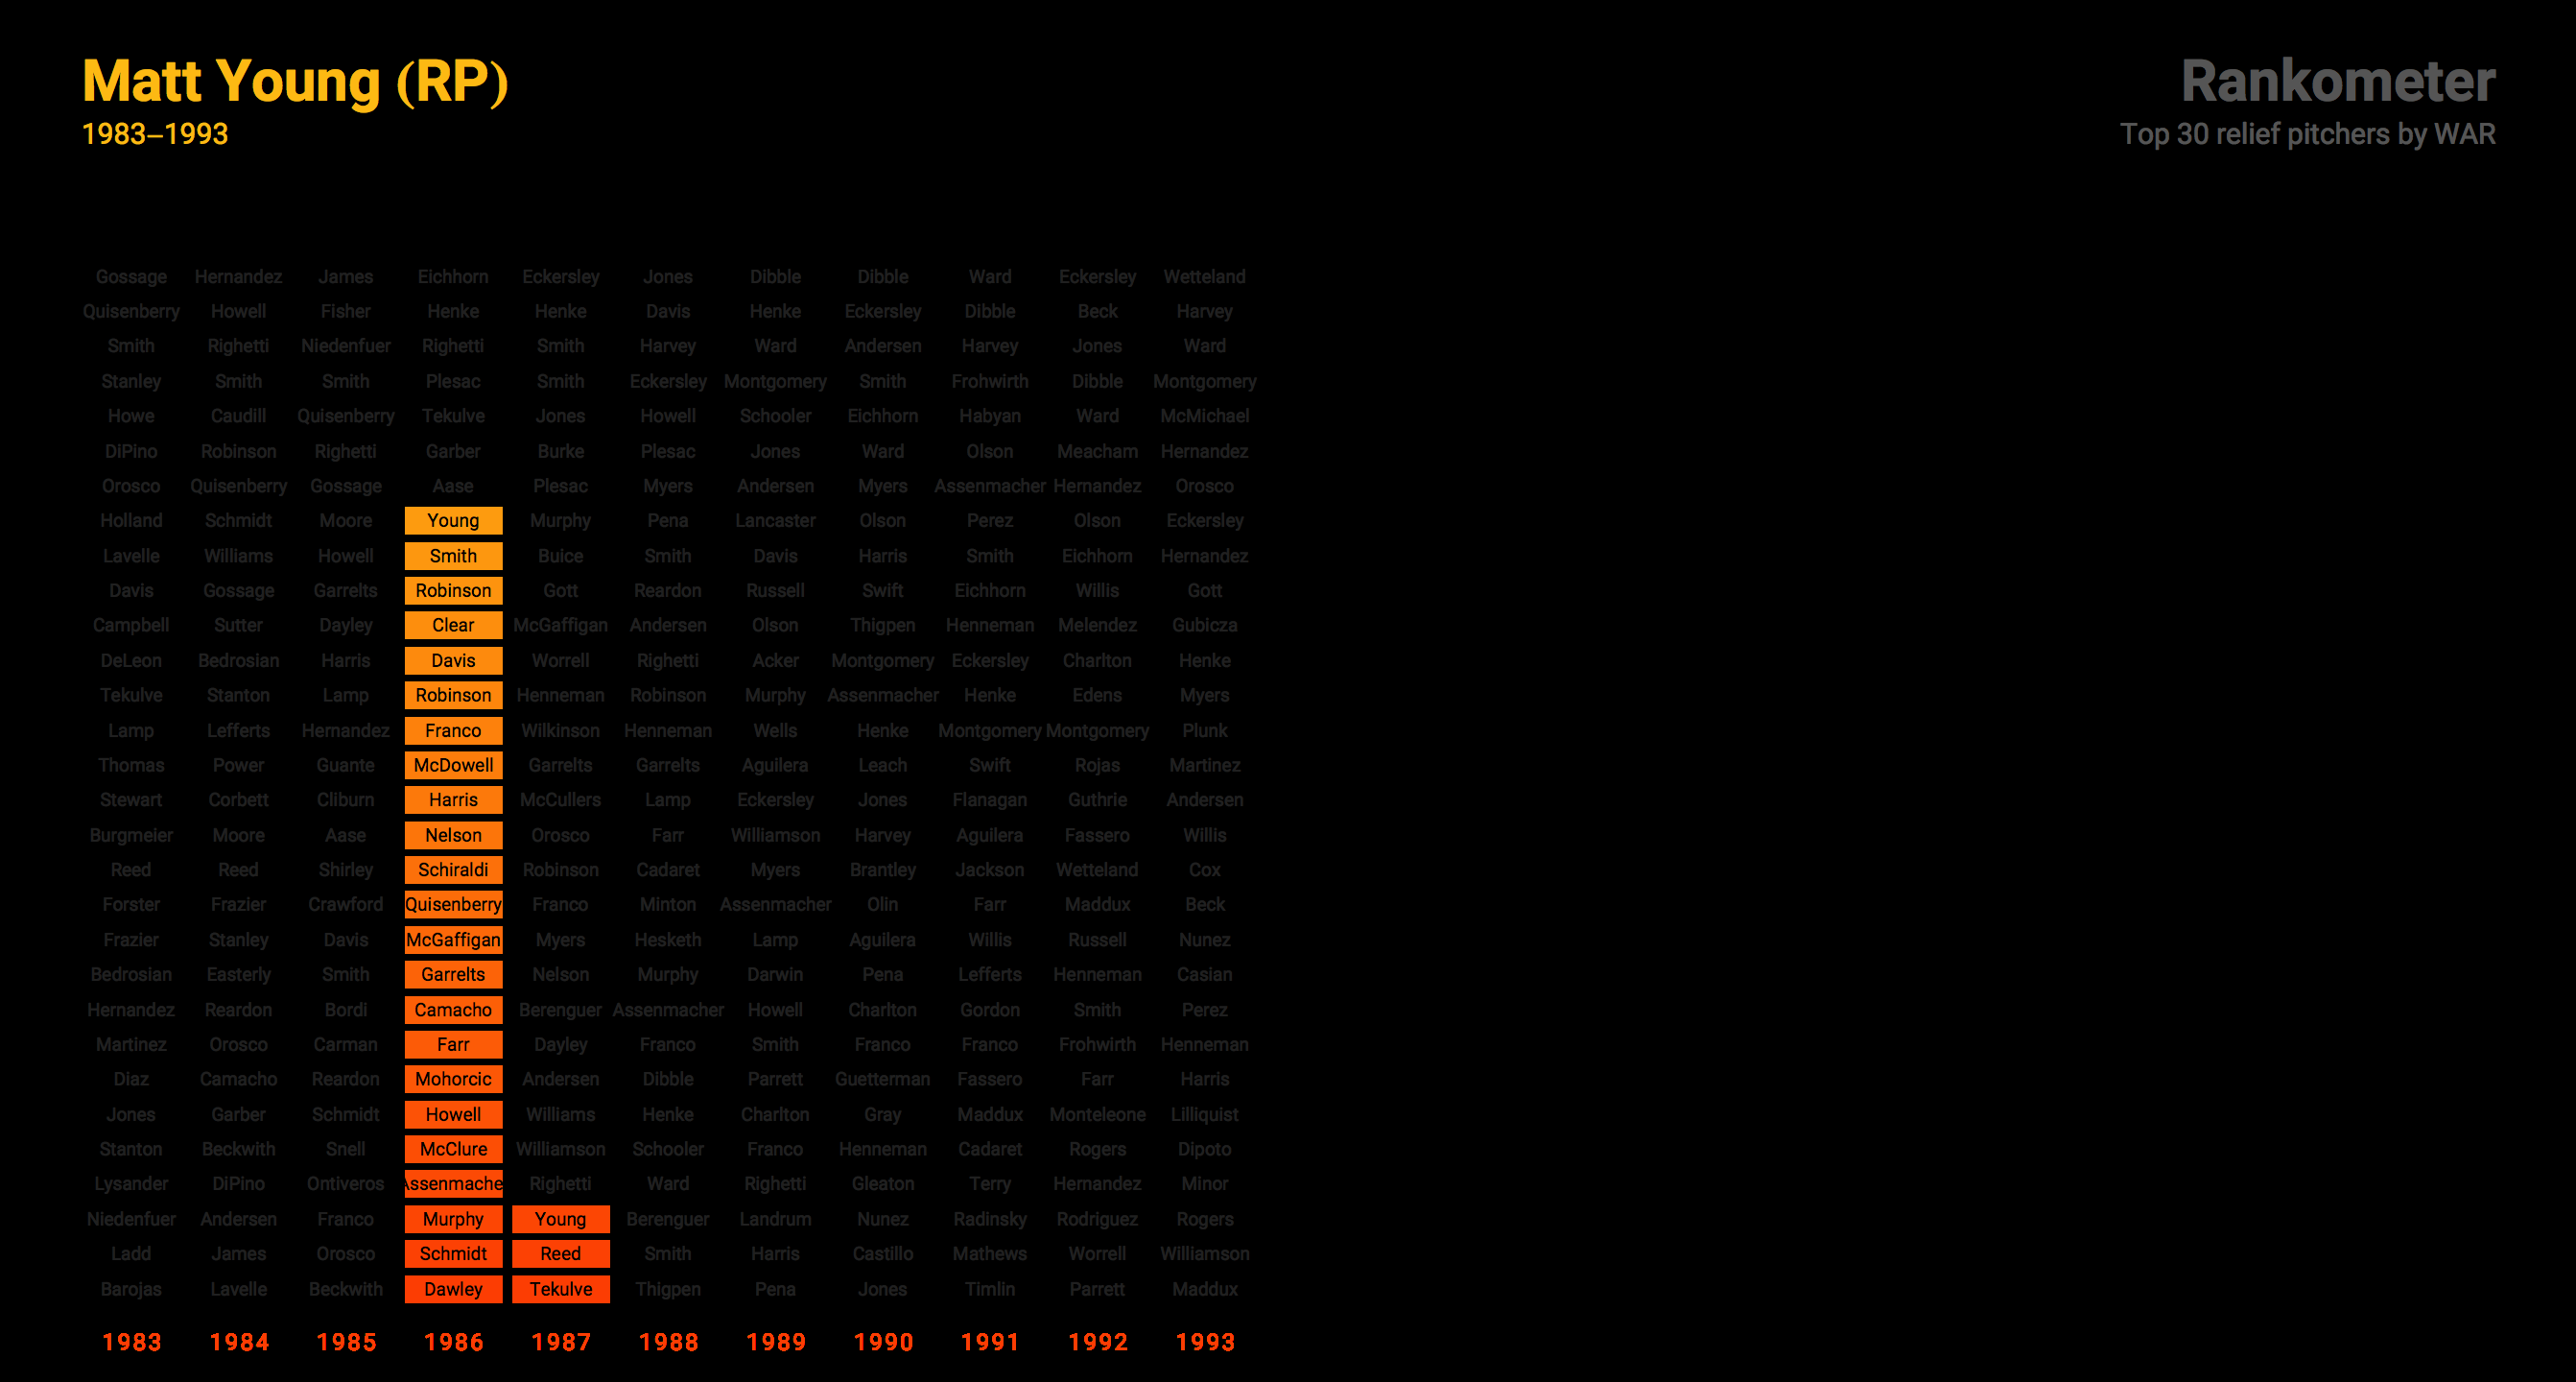 Matt Young (RP)
1983–1993
Rankometer
Top 30 relief pitchers by WAR
Gossage Hernandez James Eichhorn Eckersley Jones Dibble Dibble Ward Eckersley Wetteland
Quisenberry Howell Fisher Henke Henke Davis Henke Eckersley Dibble Beck Harvey
Smith Righetti Niedenfuer Righetti Smith Harvey Ward Andersen Harvey Jones Ward
Stanley Smith Smith Plesac Smith Eckersley Montgomery Smith Frohwirth Dibble Montgomery
Howe Caudill Quisenberry Tekulve Jones Howell Schooler Eichhorn Habyan Ward McMichael
DiPino Robinson Righetti Garber Burke Plesac Jones Ward Olson Meacham Hernandez
Orosco Quisenberry Gossage Aase Plesac Myers Andersen Myers Assenmacher Hernandez Orosco
Holland Schmidt Moore Young Murphy Pena Lancaster Olson Perez Olson Eckersley
Lavelle Williams Howell Smith Buice Smith Davis Harris Smith Eichhorn Hernandez
Davis Gossage Garrelts Robinson Gott Reardon Russell Swift Eichhorn Willis Gott
Campbell Sutter Dayley Clear McGaffigan Andersen Olson Thigpen Henneman Melendez Gubicza
DeLeon Bedrosian Harris Davis Worrell Righetti Acker Montgomery Eckersley Charlton Henke
Tekulve Stanton Lamp Robinson Henneman Robinson Murphy Assenmacher Henke Edens Myers
Lamp Lefferts Hernandez Franco Wilkinson Henneman Wells Henke Montgomery Montgomery Plunk
Thomas Power Guante McDowell Garrelts Garrelts Aguilera Leach Swift Rojas Martinez
Stewart Corbett Cliburn Harris McCullers Lamp Eckersley Jones Flanagan Guthrie Andersen
Burgmeier Moore Aase Nelson Orosco Farr Williamson Harvey Aguilera Fassero Willis
Reed Reed Shirley Schiraldi Robinson Cadaret Myers Brantley Jackson Wetteland Cox
Forster Frazier Crawford Quisenberry Franco Minton Assenmacher Olin Farr Maddux Beck
Frazier Stanley Davis McGaffigan Myers Hesketh Lamp Aguilera Willis Russell Nunez
Bedrosian Easterly Smith Garrelts Nelson Murphy Darwin Pena Lefferts Henneman Casian
Hernandez Reardon Bordi Camacho Berenguer Assenmacher Howell Charlton Gordon Smith Perez
Martinez Orosco Carman Farr Dayley Franco Smith Franco Franco Frohwirth Henneman
Diaz Camacho Reardon Mohorcic Andersen Dibble Parrett Guetterman Fassero Farr Harris
Jones Garber Schmidt Howell Williams Henke Charlton Gray Maddux Monteleone Lilliquist
Stanton Beckwith Snell McClure Williamson Schooler Franco Henneman Cadaret Rogers Dipoto
Lysander DiPino Ontiveros Assenmache Righetti Ward Righetti Gleaton Terry Hernandez Minor
Niedenfuer Andersen Franco Murphy Young Berenguer Landrum Nunez Radinsky Rodriguez Rogers
Ladd James Orosco Schmidt Reed Smith Harris Castillo Mathews Worrell Williamson
Barojas Lavelle Beckwith Dawley Tekulve Thigpen Pena Jones Timlin Parrett Maddux
1983 1984 1985 1986 1987 1988 1989 1990 1991 1992 1993